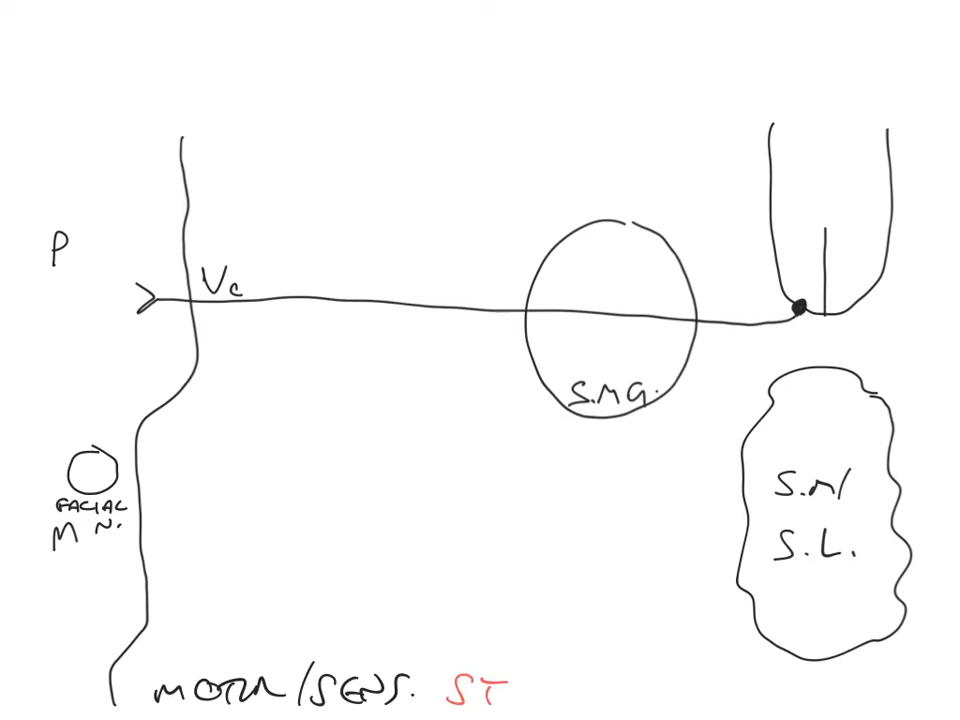 P
Vc
S.M.G.
FACIAL
M N.
S.M/
S.L.
MOTOR/SENS. ST